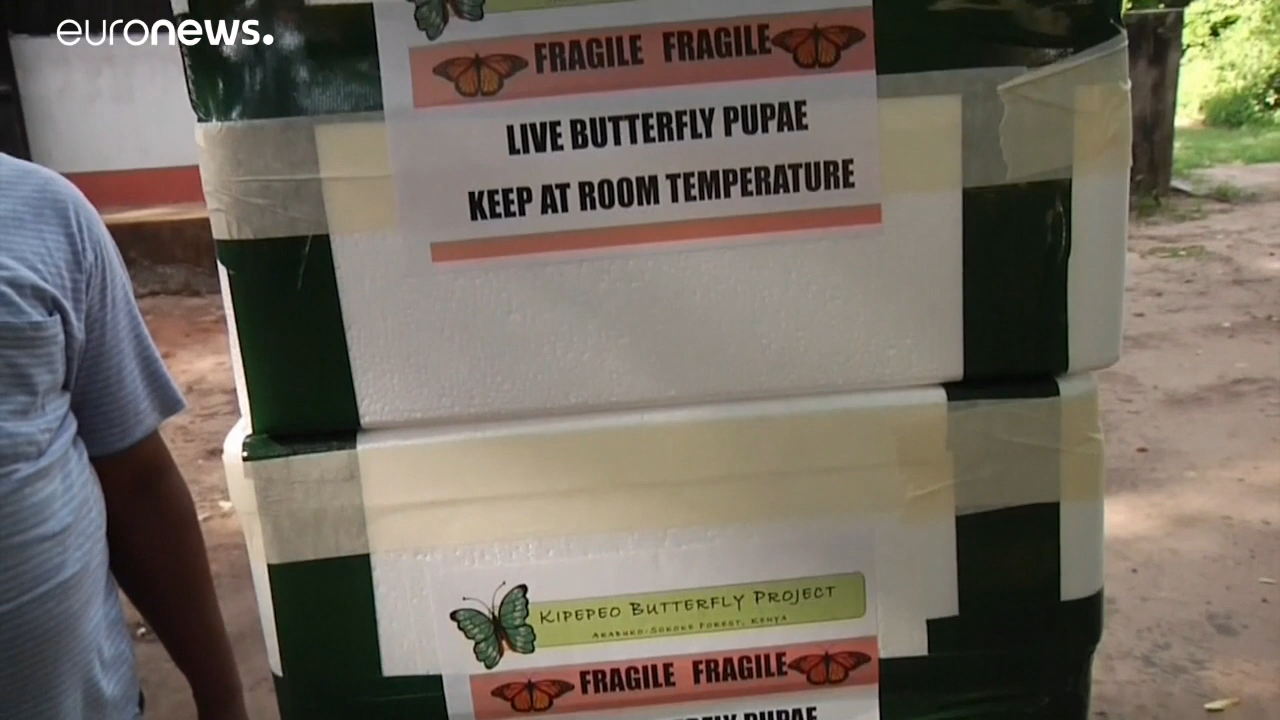 euronews.
FRAGILE FRAGILE
LIVE BUTTERFLY PUPAE
KEEP AT ROOM TEMPERATURE
KIPEPEO BUTTERFLY PROJECT
ARABUKO-SOKOKE FOREST, KENYA
FRAGILE FRAGILE
PUPAE